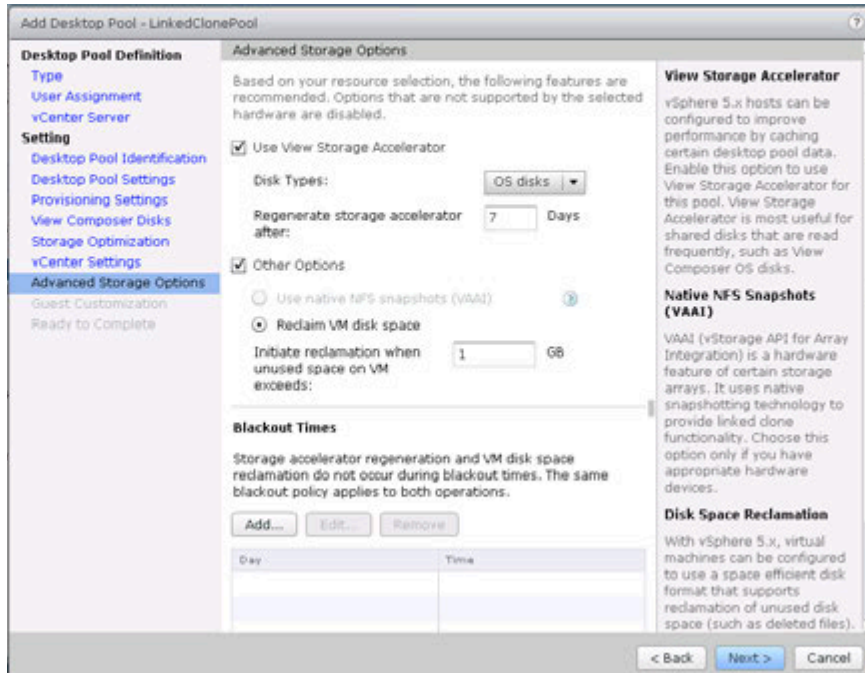 Add Desktop Pool - LinkedClonePool
?
Desktop Pool Definition
Type
User Assignment
vCenter Server
Setting
Desktop Pool Identification
Desktop Pool Settings
Provisioning Settings
View Composer Disks
Storage Optimization
vCenter Settings
Advanced Storage Options
Guest Customization
Ready to Complete
Advanced Storage Options
Based on your resource selection, the following features are
recommended. Options that are not supported by the selected
hardware are disabled.
Use View Storage Accelerator
Disk Types:
OS disks
Regenerate storage accelerator
after:
7
Days
Other Options
Use native NFS snapshots (VAAI)
Reclaim VM disk space
Initiate reclamation when
unused space on VM
exceeds:
1
GB
Blackout Times
Storage accelerator regeneration and VM disk space
reclamation do not occur during blackout times. The same
blackout policy applies to both operations.
Add...
Edit...
Remove
Day
Time
View Storage Accelerator
vSphere 5.x hosts can be
configured to improve
performance by caching
certain desktop pool data.
Enable this option to use
View Storage Accelerator for
this pool. View Storage
Accelerator is most useful for
shared disks that are read
frequently, such as View
Composer OS disks.
Native NFS Snapshots
(VAAI)
VAAI (vStorage API for Array
Integration) is a hardware
feature of certain storage
arrays. It uses native
snapshotting technology to
provide linked clone
functionality. Choose this
option only if you have
appropriate hardware
devices.
Disk Space Reclamation
With vSphere 5.x, virtual
machines can be configured
to use a space efficient disk
format that supports
reclamation of unused disk
space (such as deleted files).
< Back
Next >
Cancel